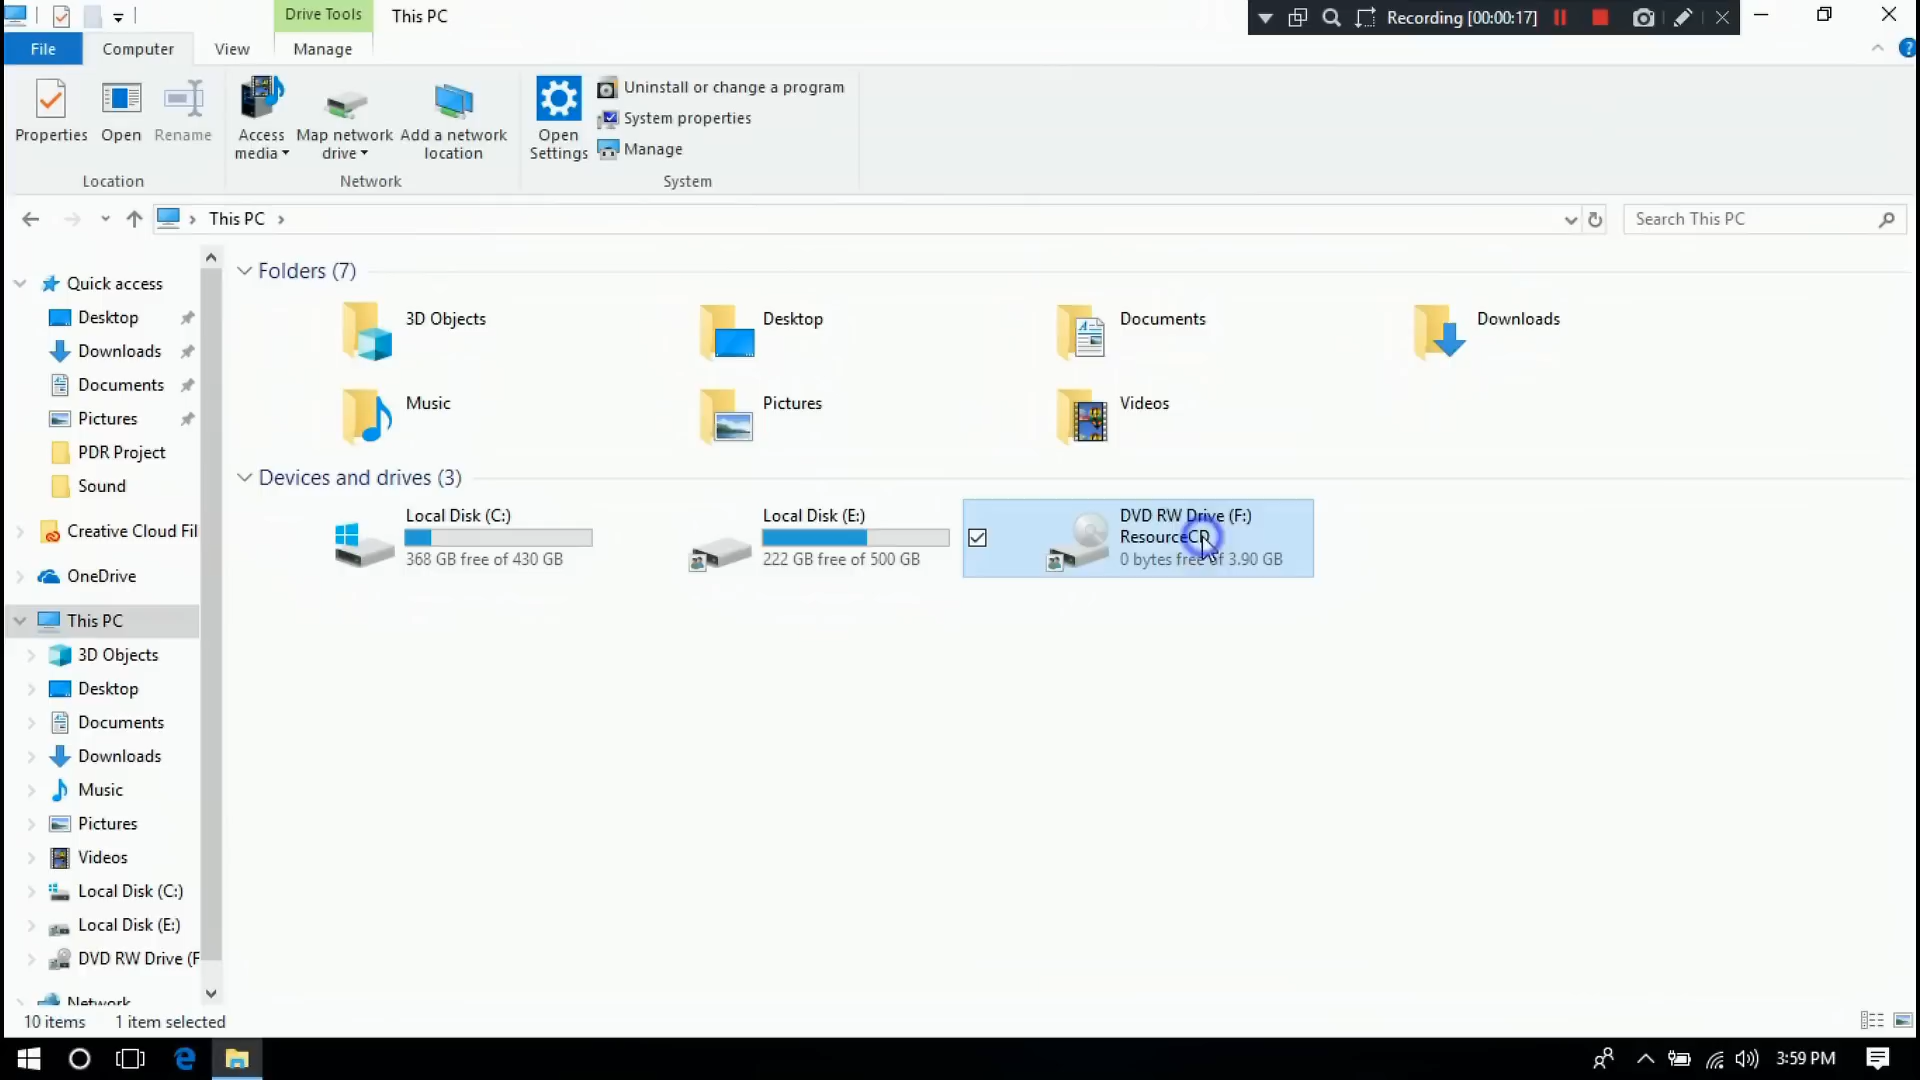 Drive Tools
This PC
Recording [00:00:17]
File
Computer
View
Manage
Properties
Open
Rename
Access media
Map network drive
Add a network location
Open Settings
Uninstall or change a program
System properties
Manage
Location
Network
System
This PC
Search This PC
Quick access
Desktop
Downloads
Documents
Pictures
PDR Project
Sound
Creative Cloud Fil
OneDrive
This PC
3D Objects
Desktop
Documents
Downloads
Music
Pictures
Videos
Local Disk (C:)
Local Disk (E:)
DVD RW Drive (F
Network
Folders (7)
3D Objects
Desktop
Documents
Downloads
Music
Pictures
Videos
Devices and drives (3)
Local Disk (C:)
368 GB free of 430 GB
Local Disk (E:)
222 GB free of 500 GB
DVD RW Drive (F:)
ResourceCD
0 bytes free of 3.90 GB
10 items
1 item selected
3:59 PM